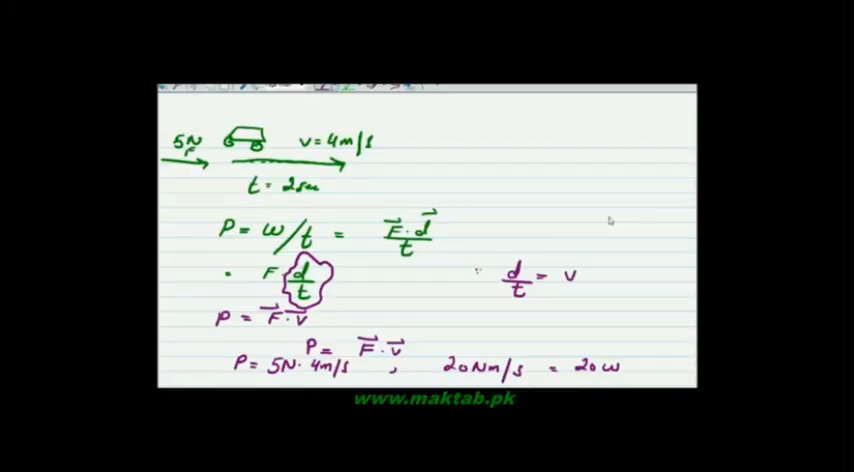 5N F v = 4m/s
t = 2sec
P = W/t = F⃗ · d⃗ / t
= F · d/t ∵ d/t = v
P = F⃗ · v⃗
P = F⃗ · v⃗
P = 5N · 4m/s , 20Nm/s = 20W
www.maktab.pk